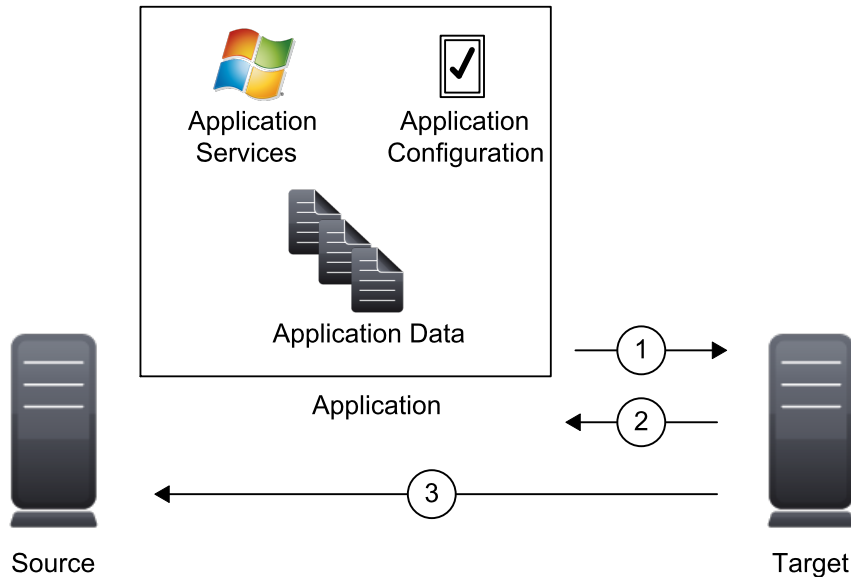 Application
Services
Application
Configuration
Application Data
Application
1
2
3
Source
Target